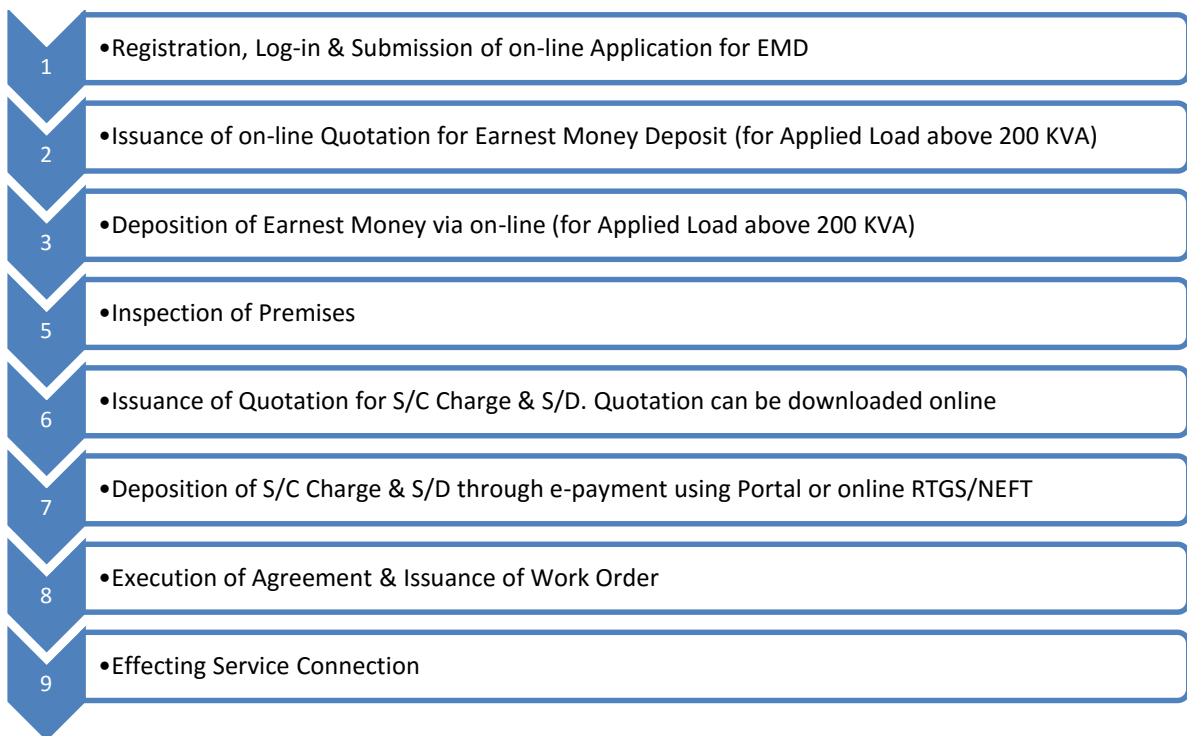 1
•Registration, Log-in & Submission of on-line Application for EMD
2
•Issuance of on-line Quotation for Earnest Money Deposit (for Applied Load above 200 KVA)
3
•Deposition of Earnest Money via on-line (for Applied Load above 200 KVA)
5
•Inspection of Premises
6
•Issuance of Quotation for S/C Charge & S/D. Quotation can be downloaded online
7
•Deposition of S/C Charge & S/D through e-payment using Portal or online RTGS/NEFT
8
•Execution of Agreement & Issuance of Work Order
9
•Effecting Service Connection